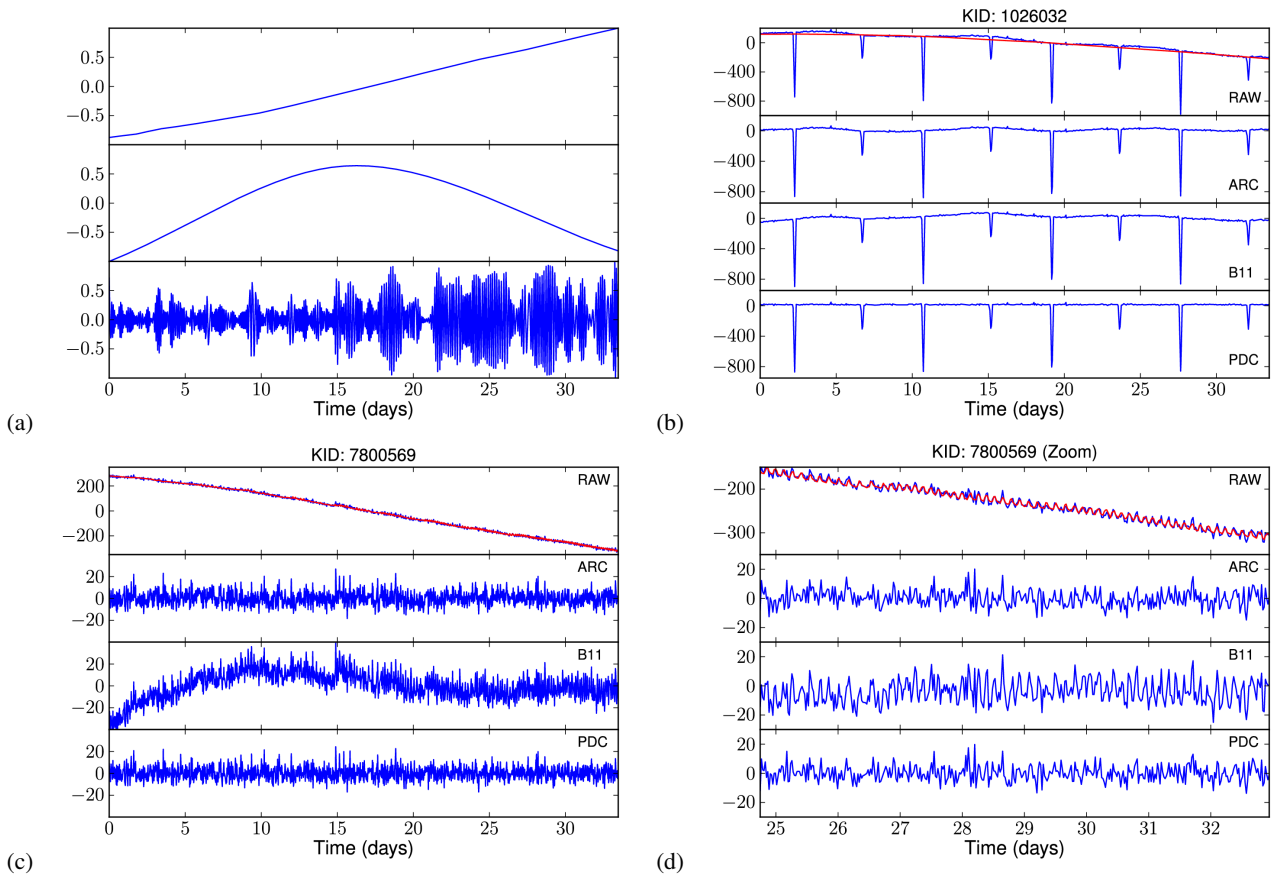 0.5
0.0
−0.5
0.5
0.0
−0.5
0.5
0.0
−0.5
0 5 10 15 20 25 30
Time (days)
(a)
KID: 1026032
200
−400
−800
RAW
0
−400
−800
ARC
0
−400
−800
B11
0
−400
−800
PDC
0 5 10 15 20 25 30
Time (days)
(b)
KID: 7800569
200
0
−200
RAW
20
0
−20
ARC
20
0
−20
B11
20
0
−20
PDC
0 5 10 15 20 25 30
Time (days)
(c)
KID: 7800569 (Zoom)
−200
−300
RAW
20
0
−20
ARC
20
0
−20
B11
20
0
−20
PDC
25 26 27 28 29 30 31 32
Time (days)
(d)